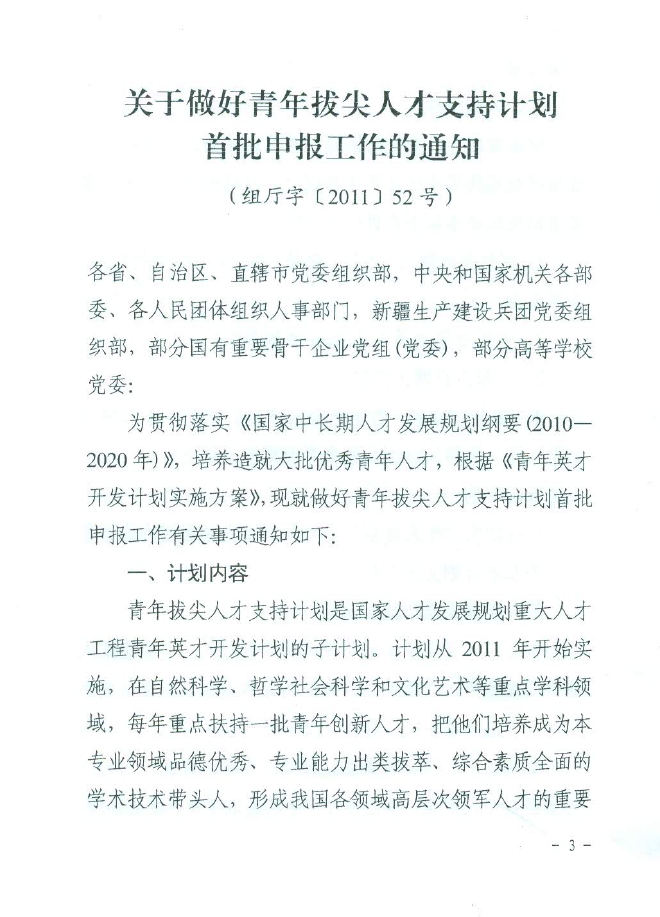 关于做好青年拔尖人才支持计划
首批申报工作的通知
（组厅字〔2011〕52号）
各省、自治区、直辖市党委组织部，中央和国家机关各部
委、各人民团体组织人事部门，新疆生产建设兵团党委组
织部，部分国有重要骨干企业党组(党委)，部分高等学校
党委：
为贯彻落实《国家中长期人才发展规划纲要(2010—
2020年)》，培养造就大批优秀青年人才，根据《青年英才
开发计划实施方案》，现就做好青年拔尖人才支持计划首批
申报工作有关事项通知如下：
一、计划内容
青年拔尖人才支持计划是国家人才发展规划重大人才
工程青年英才开发计划的子计划。计划从 2011 年开始实
施，在自然科学、哲学社会科学和文化艺术等重点学科领
域，每年重点扶持一批青年创新人才，把他们培养成为本
专业领域品德优秀、专业能力出类拔萃、综合素质全面的
学术技术带头人，形成我国各领域高层次领军人才的重要
- 3 -